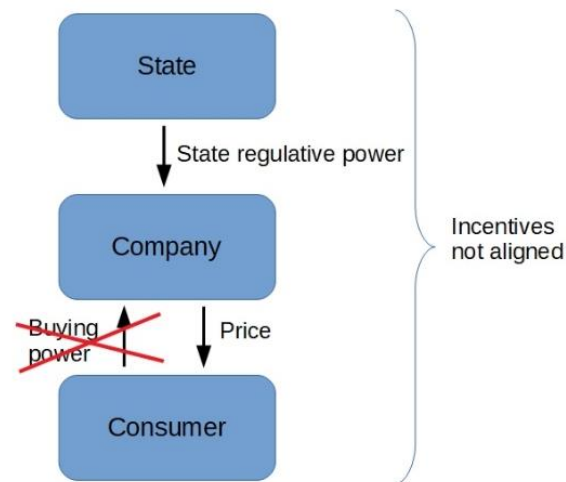 State
State regulative power
Company
Incentives
not aligned
Buying
power
Price
Consumer